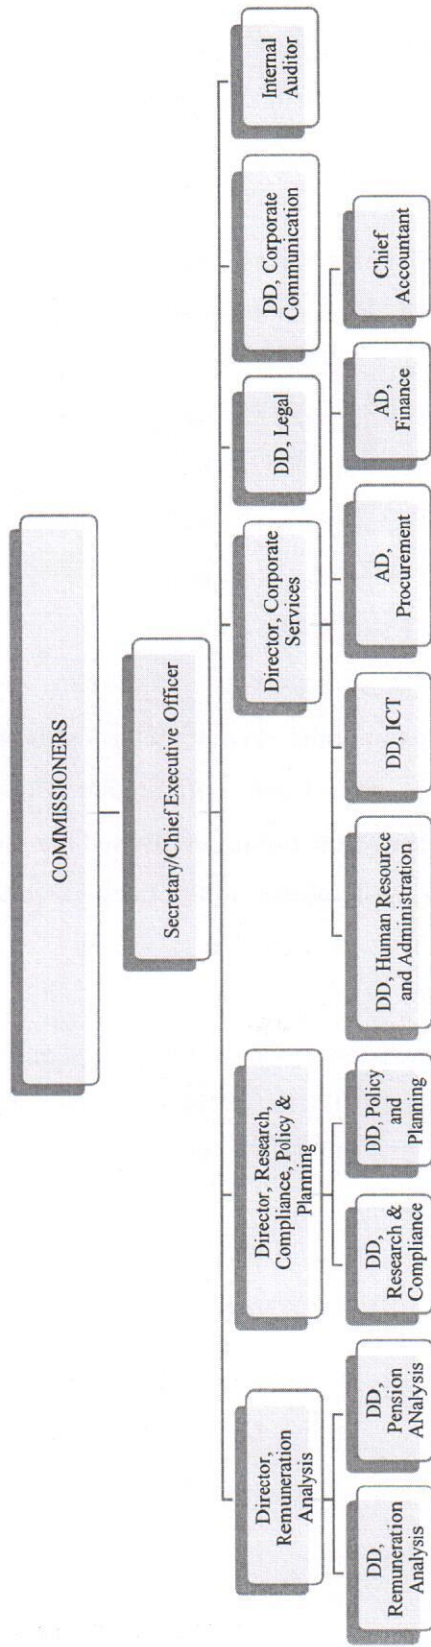 COMMISSIONERS
Secretary/Chief Executive Officer
Director,
Remuneration
Analysis
Director, Research,
Compliance, Policy &
Planning
Director, Corporate
Services
DD, Legal
DD, Corporate
Communication
Internal
Auditor
DD,
Remuneration
Analysis
DD,
Pension
ANalysis
DD,
Research &
Compliance
DD, Policy
and
Planning
DD, Human Resource
and Administration
DD, ICT
AD,
Procurement
AD,
Finance
Chief
Accountant